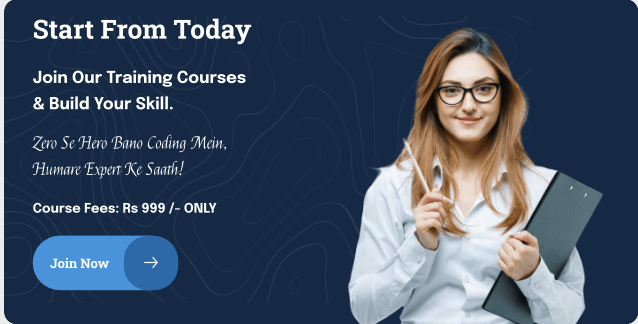 Start From Today
Join Our Training Courses
& Build Your Skill.
Zero Se Hero Bano Coding Mein,
Humare Expert Ke Saath!
Course Fees: Rs 999 /- ONLY
Join Now